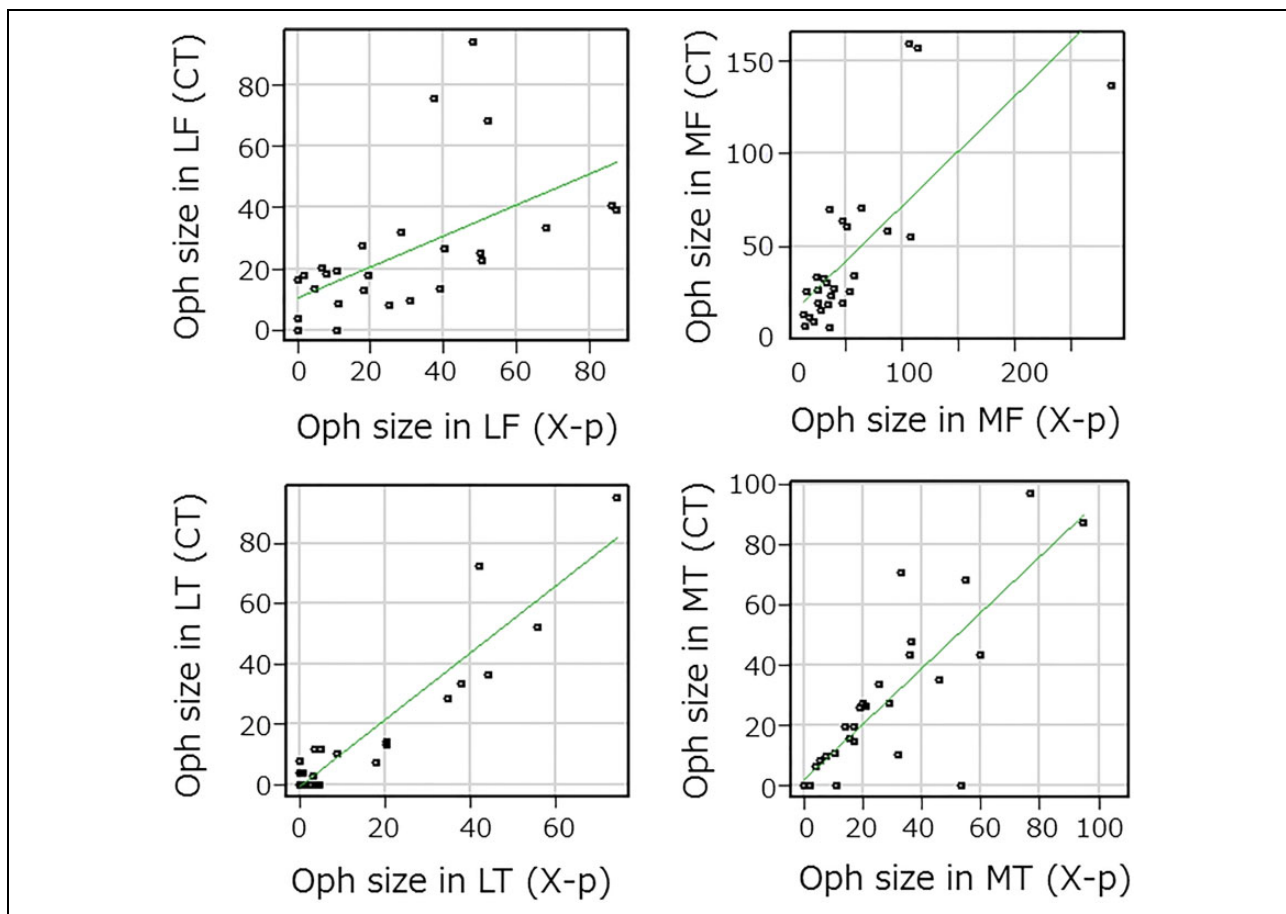 Oph size in LF (CT)
80
60
40
20
0
0 20 40 60 80
Oph size in LF (X-p)
Oph size in MF (CT)
150
100
50
0
0 100 200
Oph size in MF (X-p)
Oph size in LT (CT)
80
60
40
20
0
0 20 40 60
Oph size in LT (X-p)
Oph size in MT (CT)
100
80
60
40
20
0
0 20 40 60 80 100
Oph size in MT (X-p)